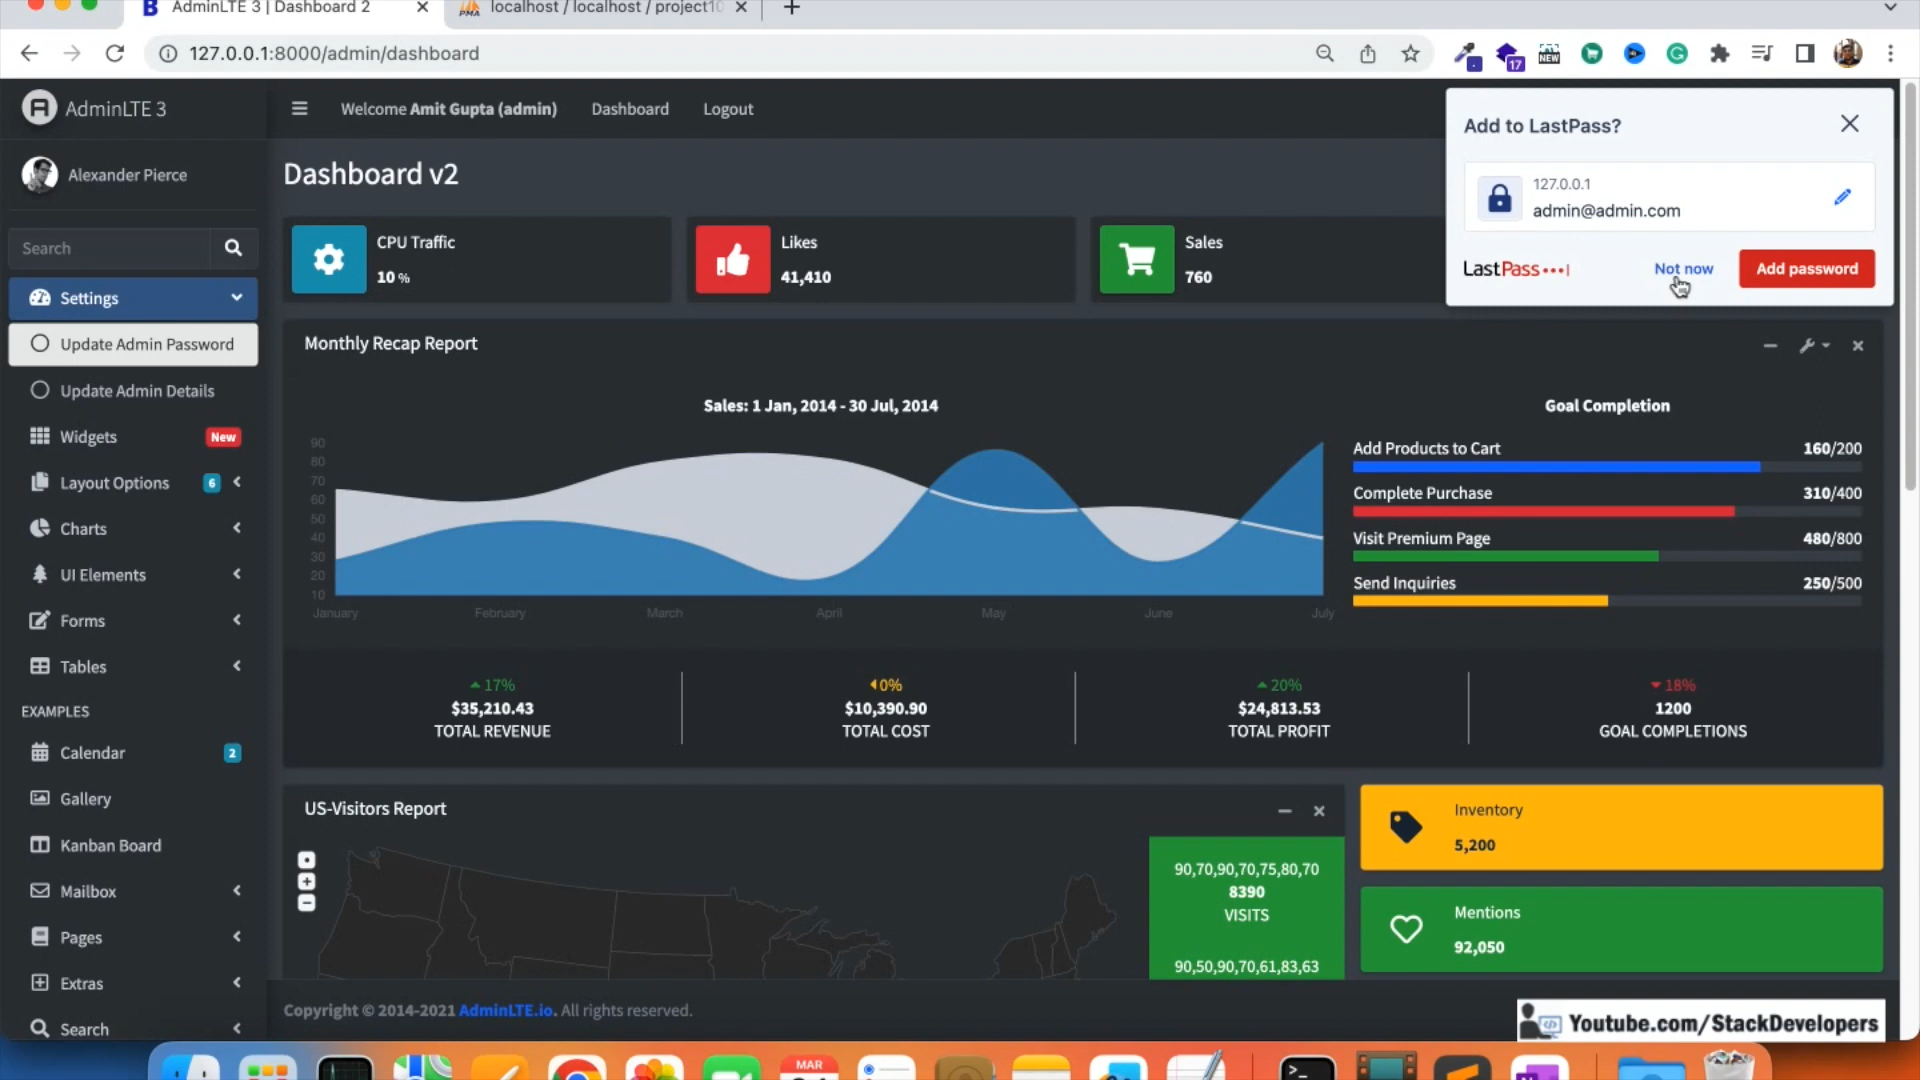 AdminLTE 3 | Dashboard 2
localhost / localhost / project10
127.0.0.1:8000/admin/dashboard
17
NEW
AdminLTE 3
Welcome Amit Gupta (admin)
Dashboard
Logout
Add to LastPass?
127.0.0.1
admin@admin.com
LastPass
Not now
Add password
Alexander Pierce
Search
Settings
Update Admin Password
Update Admin Details
Widgets
New
Layout Options
6
Charts
UI Elements
Forms
Tables
EXAMPLES
Calendar
2
Gallery
Kanban Board
Mailbox
Pages
Extras
Search
Dashboard v2
CPU Traffic
10 %
Likes
41,410
Sales
760
Monthly Recap Report
Sales: 1 Jan, 2014 - 30 Jul, 2014
90
80
70
60
50
40
30
20
10
January
February
March
April
May
June
July
Goal Completion
Add Products to Cart
160/200
Complete Purchase
310/400
Visit Premium Page
480/800
Send Inquiries
250/500
17%
$35,210.43
TOTAL REVENUE
0%
$10,390.90
TOTAL COST
20%
$24,813.53
TOTAL PROFIT
18%
1200
GOAL COMPLETIONS
US-Visitors Report
90,70,90,70,75,80,70
8390
VISITS
90,50,90,70,61,83,63
Inventory
5,200
Mentions
92,050
Copyright © 2014-2021 AdminLTE.io. All rights reserved.
Youtube.com/StackDevelopers
MAR